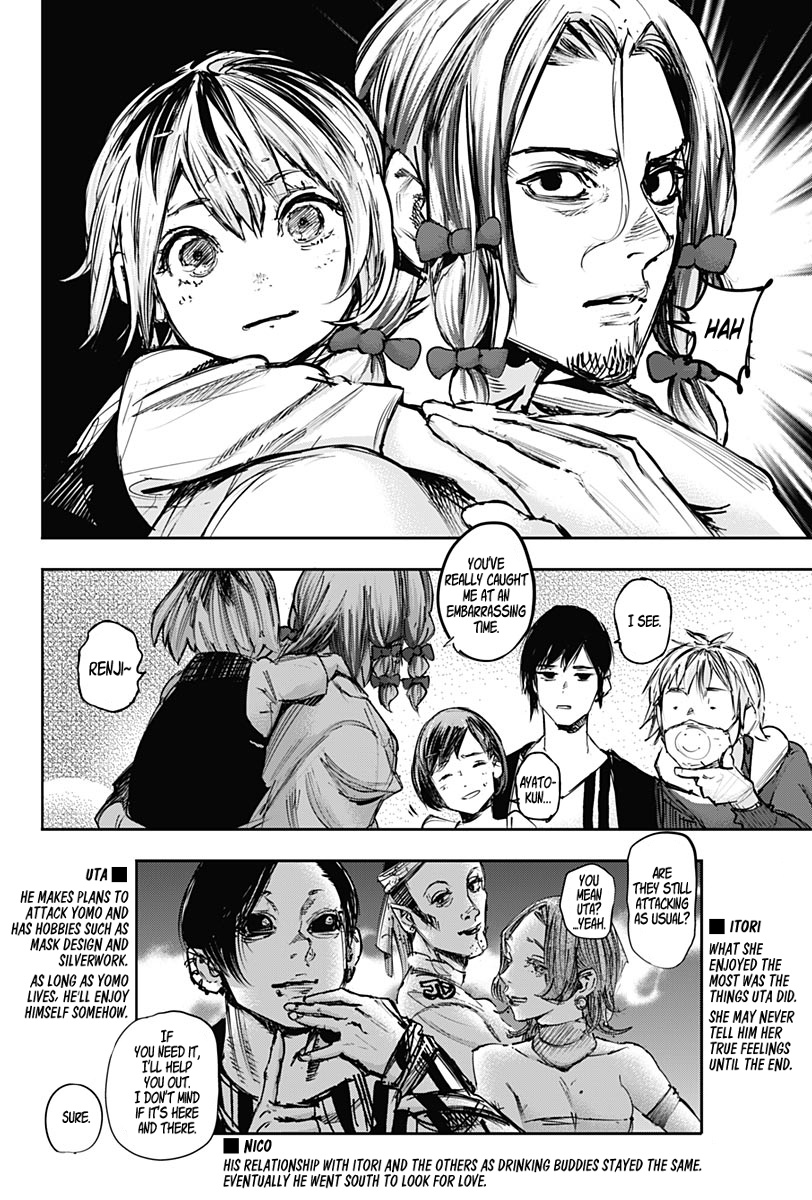 HAH
I SEE.
YOU'VE
REALLY CAUGHT
ME AT AN
EMBARRASSING
TIME.
AYATO-
KUN...
RENJI~
ARE
THEY STILL
ATTACKING
AS USUAL?
YOU
MEAN
UTA?
..YEAH.
■ ITORI
WHAT SHE
ENJOYED THE
MOST WAS THE
THINGS UTA DID.
SHE MAY NEVER
TELL HIM HER
TRUE FEELINGS
UNTIL THE END.
UTA ■
HE MAKES PLANS TO
ATTACK YOMO AND
HAS HOBBIES SUCH AS
MASK DESIGN AND
SILVERWORK.
AS LONG AS YOMO
LIVES, HE'LL ENJOY
HIMSELF SOMEHOW.
IF
YOU NEED IT,
I'LL HELP
YOU OUT.
I DON'T MIND
IF IT'S HERE
AND THERE.
SURE.
■ NICO
HIS RELATIONSHIP WITH ITORI AND THE OTHERS AS DRINKING BUDDIES STAYED THE SAME.
EVENTUALLY HE WENT SOUTH TO LOOK FOR LOVE.